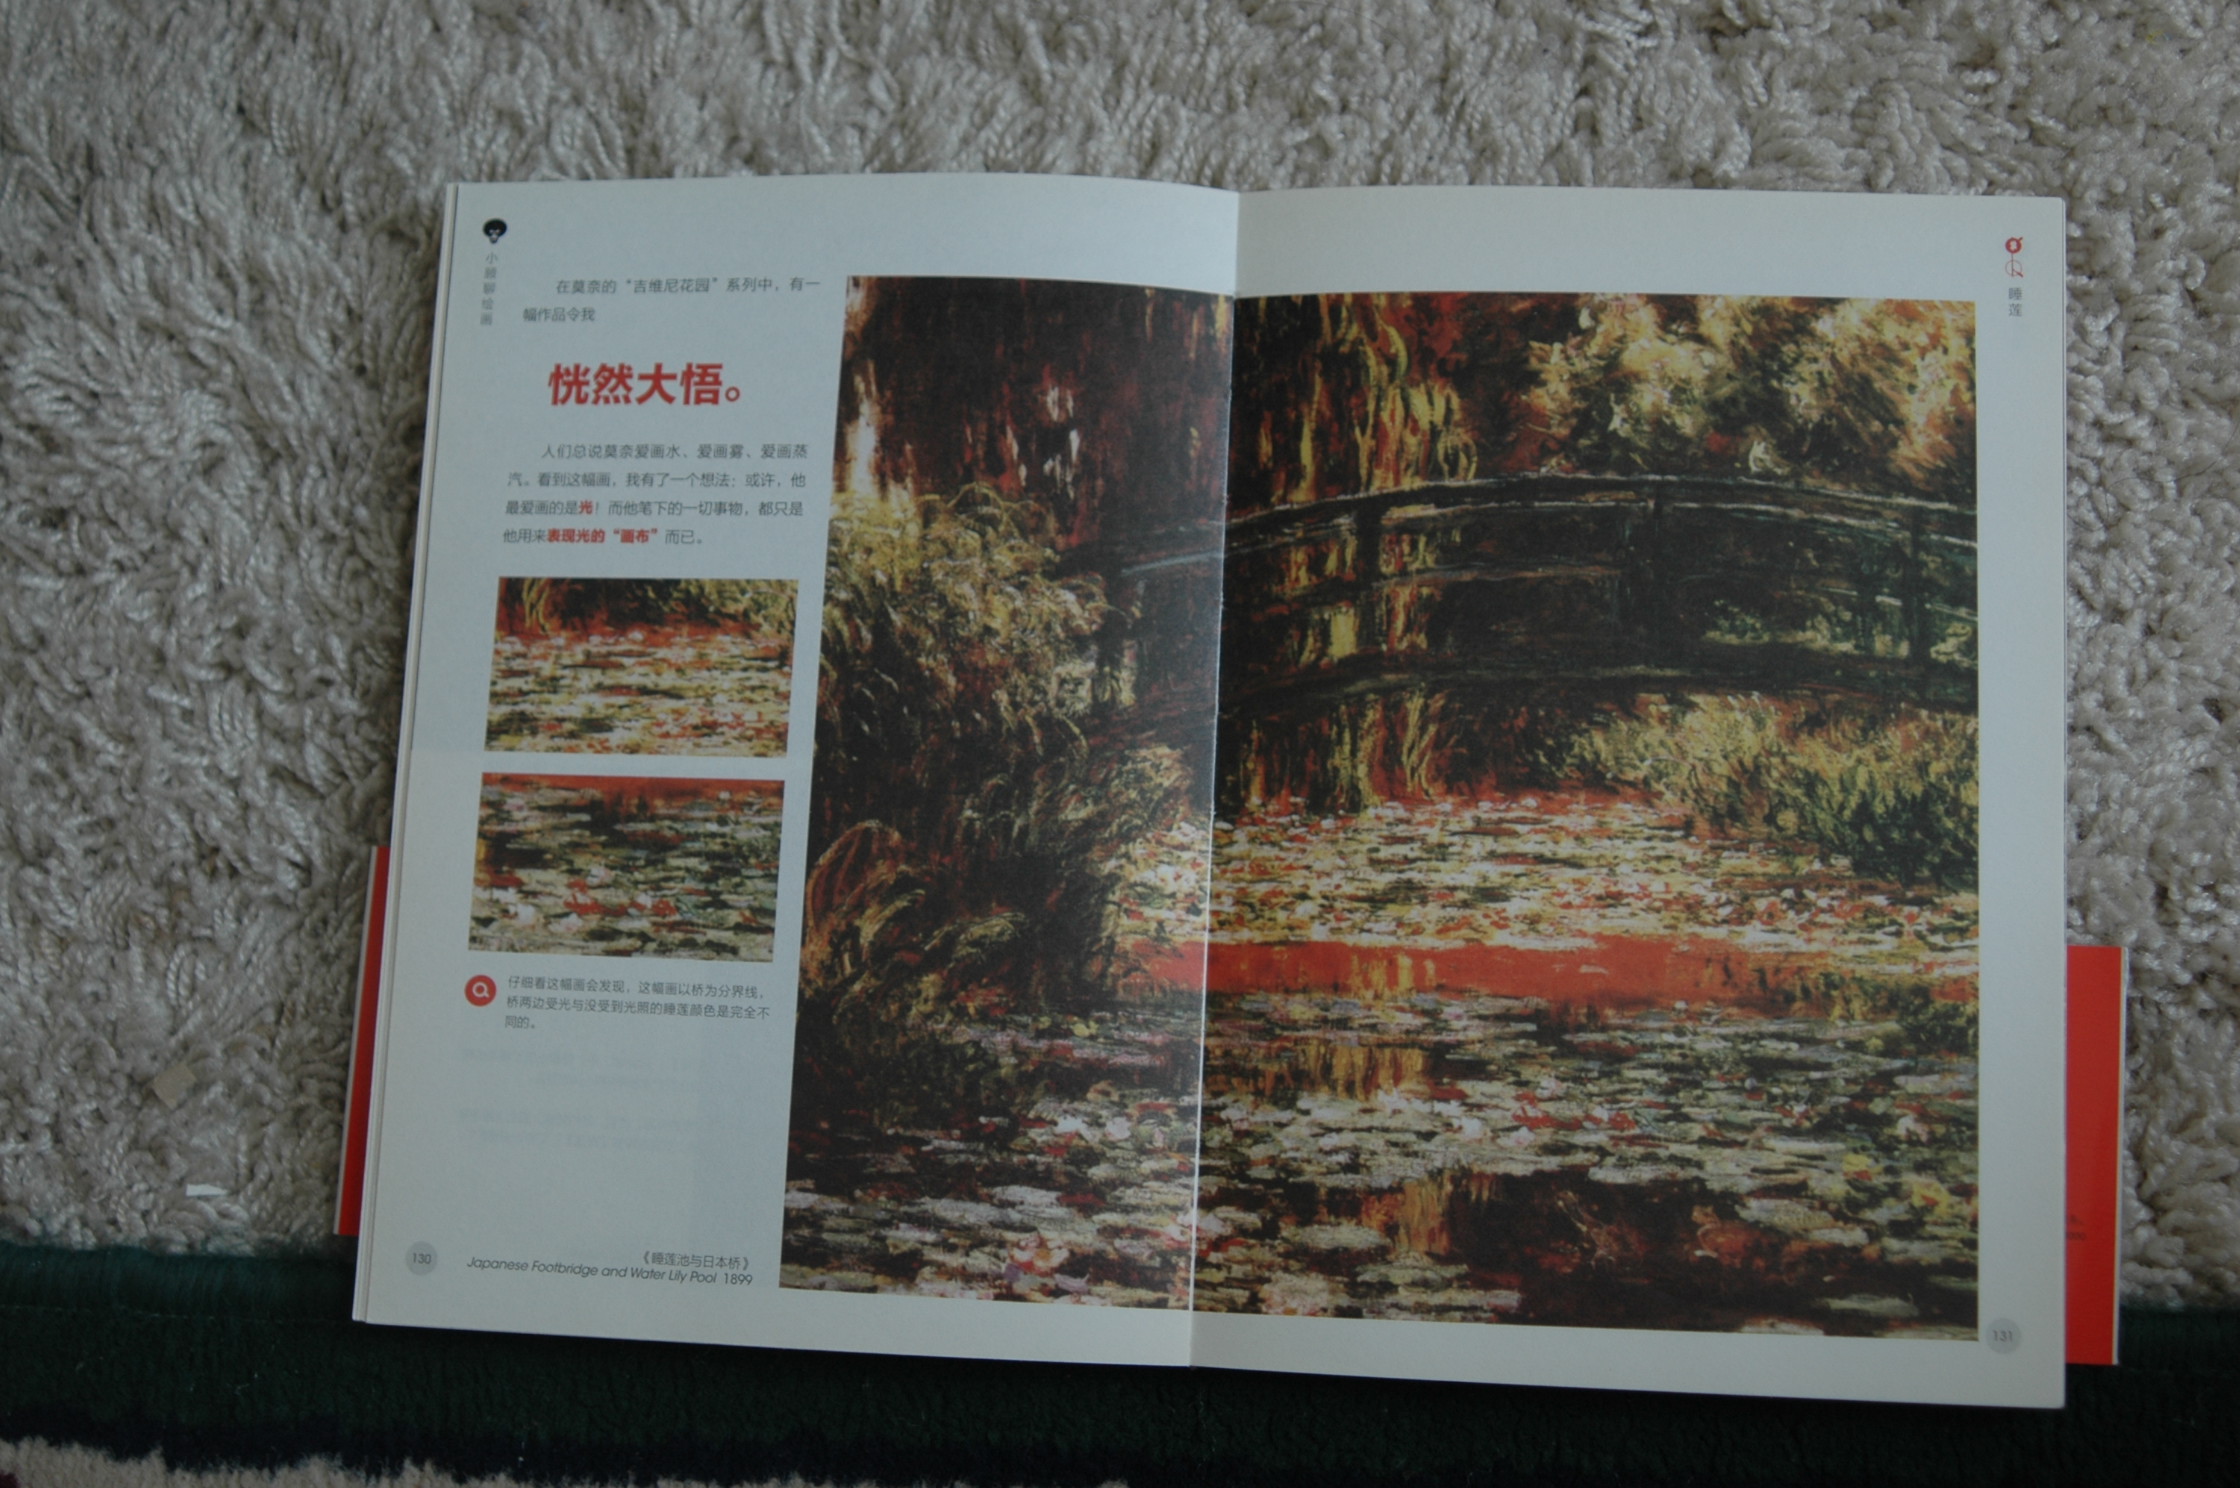 小顾聊绘画
在莫奈的“吉维尼花园”系列中，有一
幅作品令我
恍然大悟。
人们总说莫奈爱画水、爱画雾、爱画蒸
汽。看到这幅画，我有了一个想法：或许，他
最爱画的是光！而他笔下的一切事物，都只是
他用来表现光的“画布”而已。
仔细看这幅画会发现，这幅画以桥为分界线，
桥两边受光与没受到光照的睡莲颜色是完全不
同的。
130
《睡莲池与日本桥》
Japanese Footbridge and Water Lily Pool 1899
睡莲
131